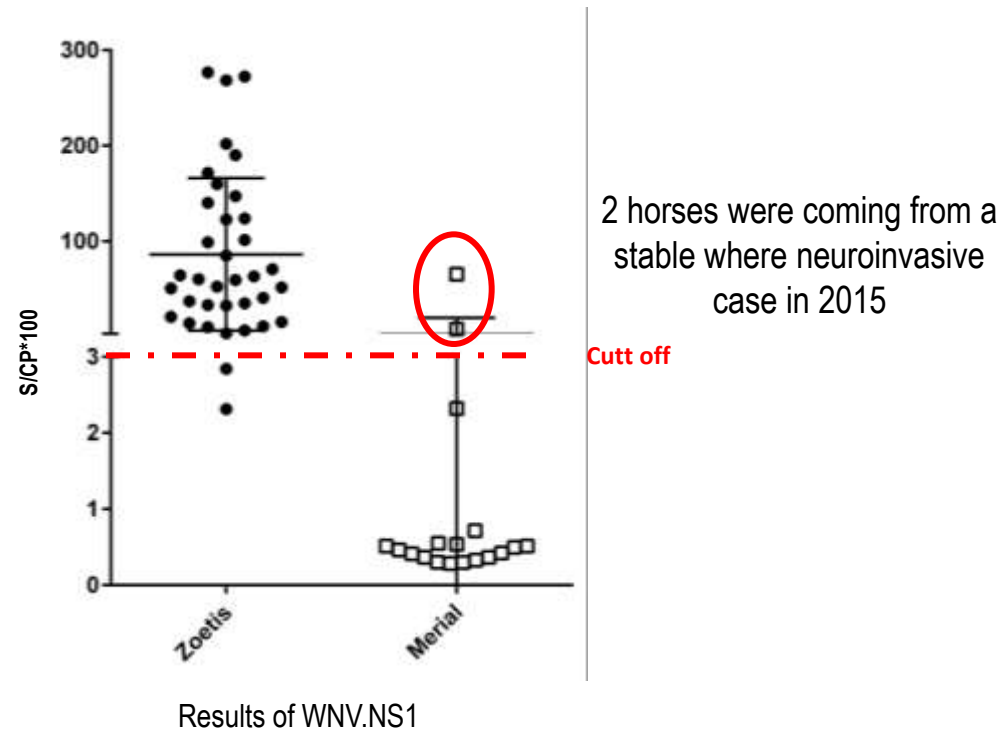 300
200
100
3
2
1
0
S/CP*100
Zoetis
Merial
Results of WNV.NS1
2 horses were coming from a
stable where neuroinvasive
case in 2015
Cutt off